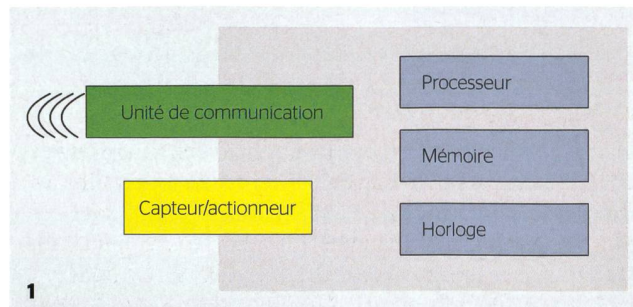 Unité de communication
Capteur/actionneur
Processeur
Mémoire
Horloge
1